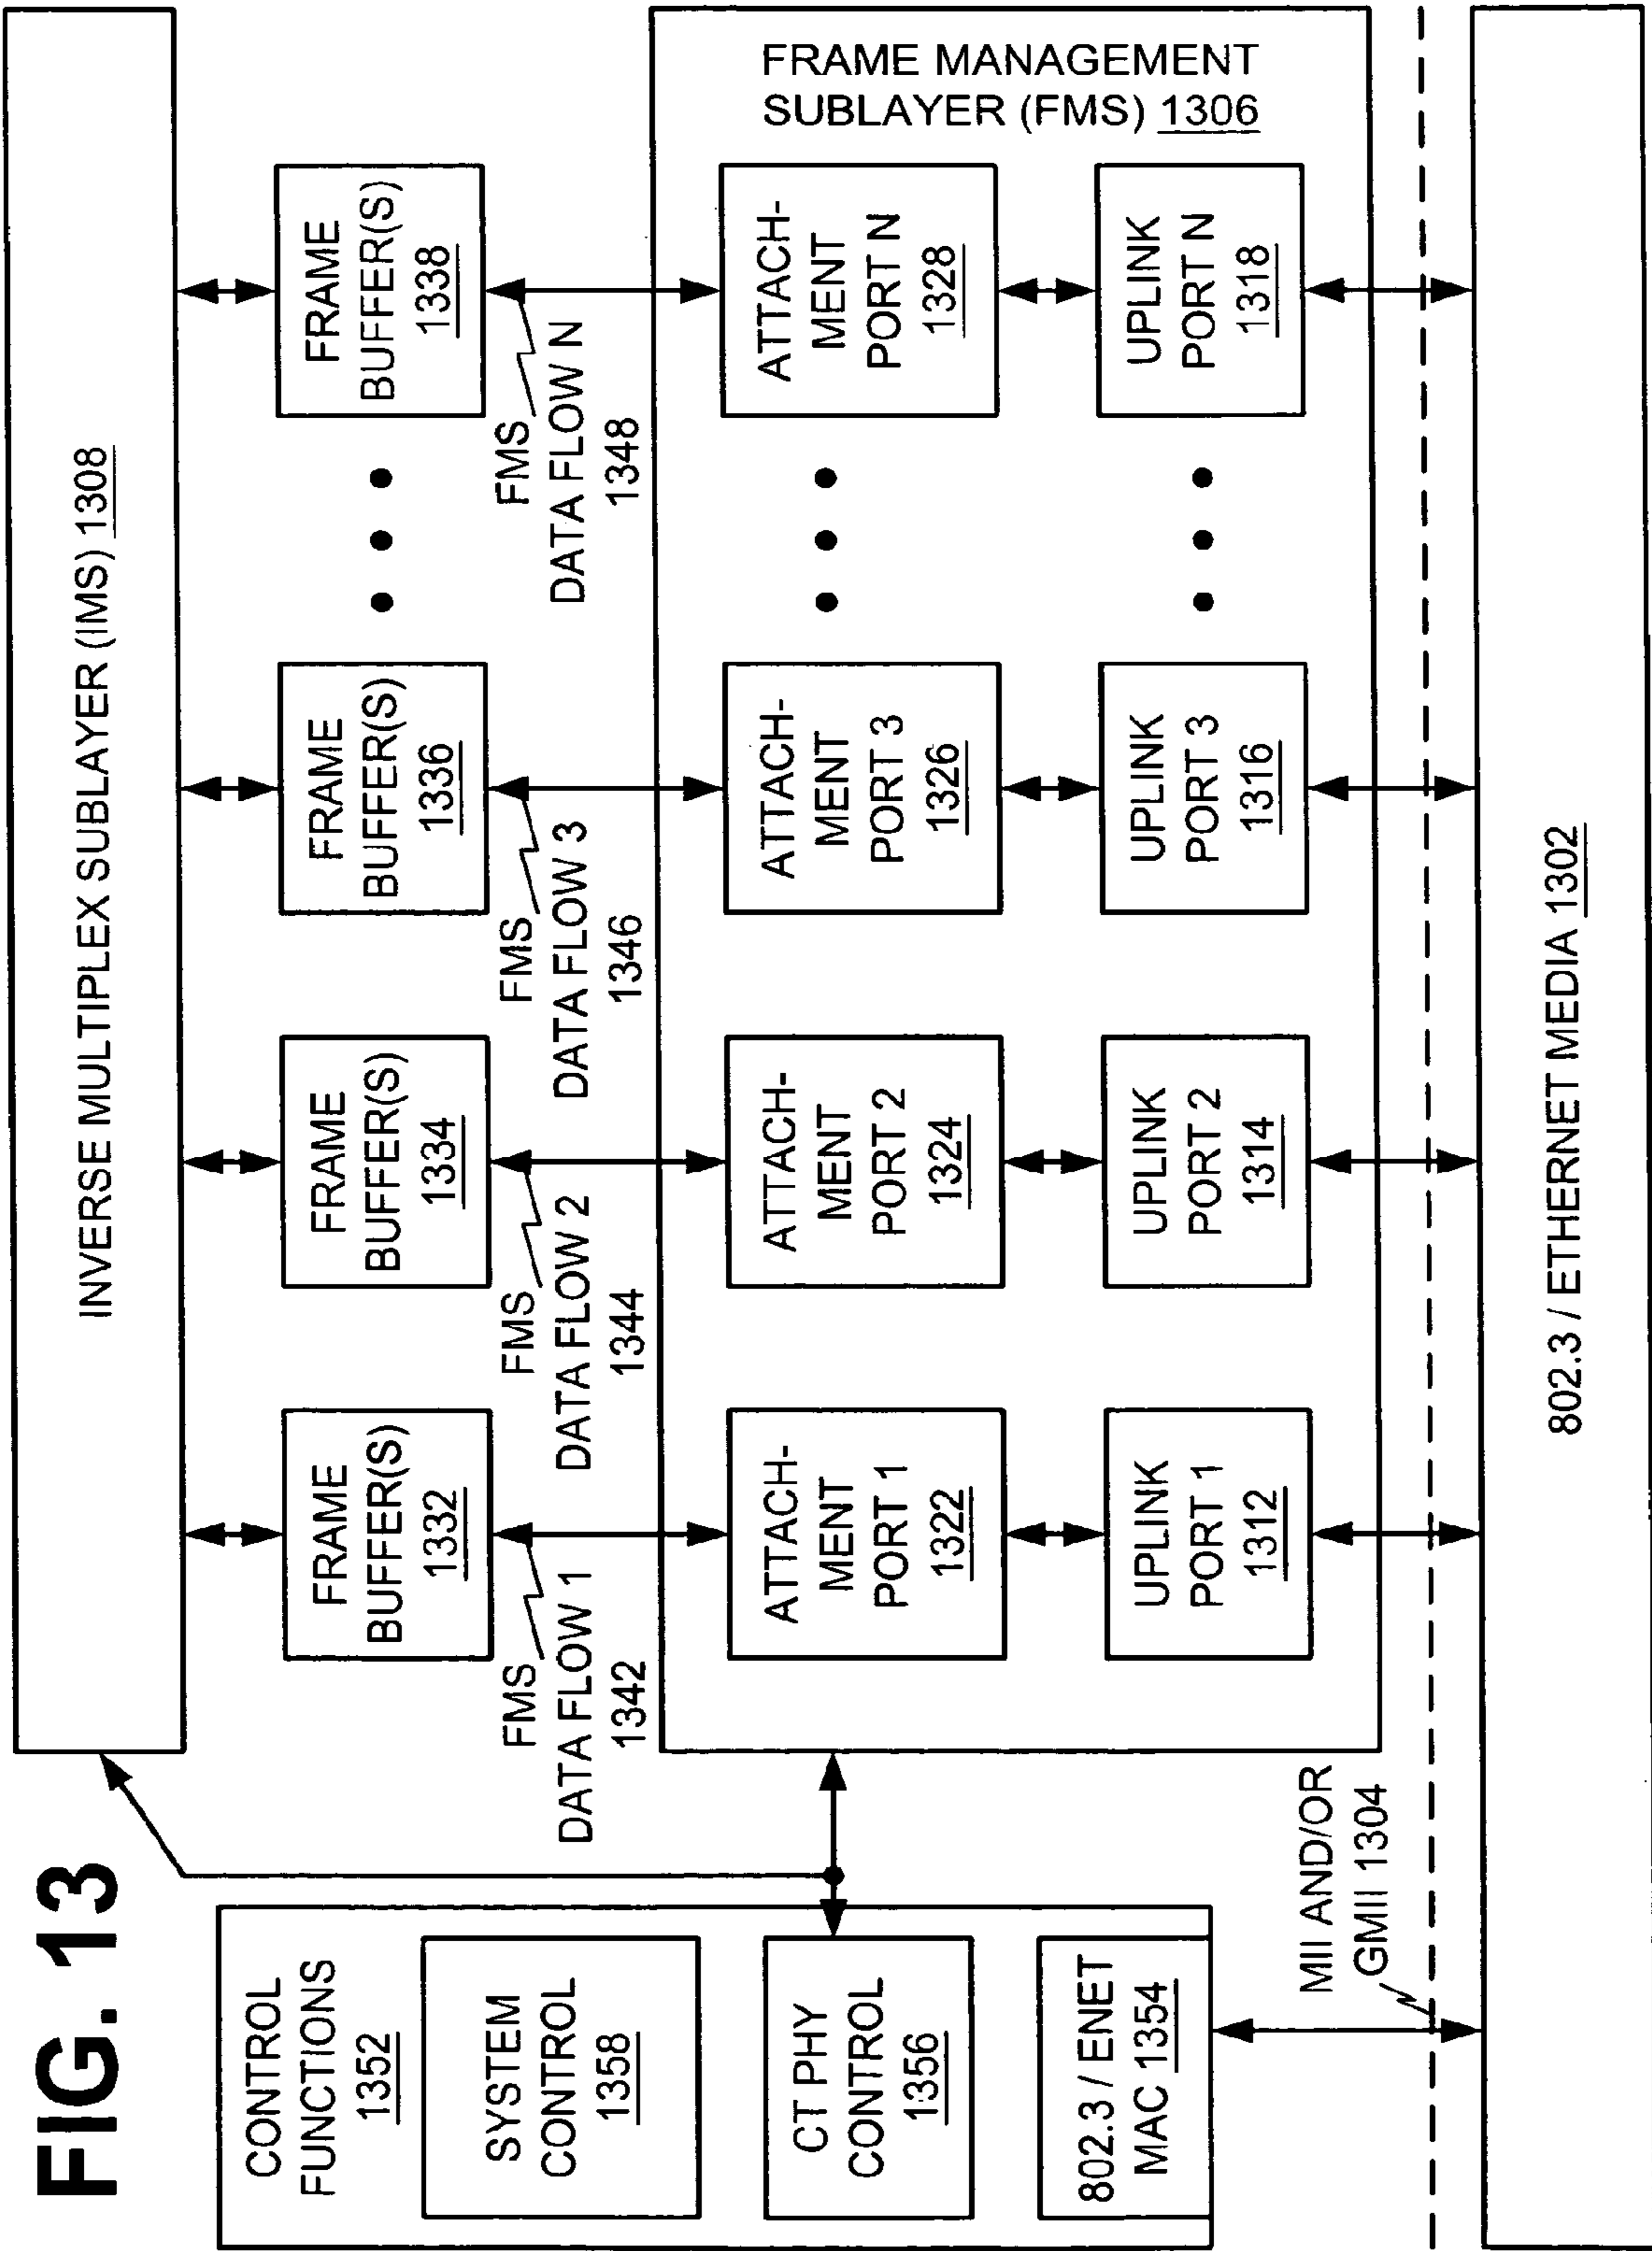 FIG. 13
INVERSE MULTIPLEX SUBLAYER (IMS) 1308
CONTROL
FUNCTIONS
1352
SYSTEM
CONTROL
1358
CT PHY
CONTROL
1356
802.3 / ENET
MAC 1354
FRAME
BUFFER(S)
1332
FRAME
BUFFER(S)
1334
FRAME
BUFFER(S)
1336
FRAME
BUFFER(S)
1338
FMS
DATA FLOW 1
1342
FMS
DATA FLOW 2
1344
FMS
DATA FLOW 3
1346
FMS
DATA FLOW N
1348
FRAME MANAGEMENT
SUBLAYER (FMS) 1306
ATTACH-
MENT
PORT 1
1322
ATTACH-
MENT
PORT 2
1324
ATTACH-
MENT
PORT 3
1326
ATTACH-
MENT
PORT N
1328
UPLINK
PORT 1
1312
UPLINK
PORT 2
1314
UPLINK
PORT 3
1316
UPLINK
PORT N
1318
MII AND/OR
GMII 1304
802.3 / ETHERNET MEDIA 1302